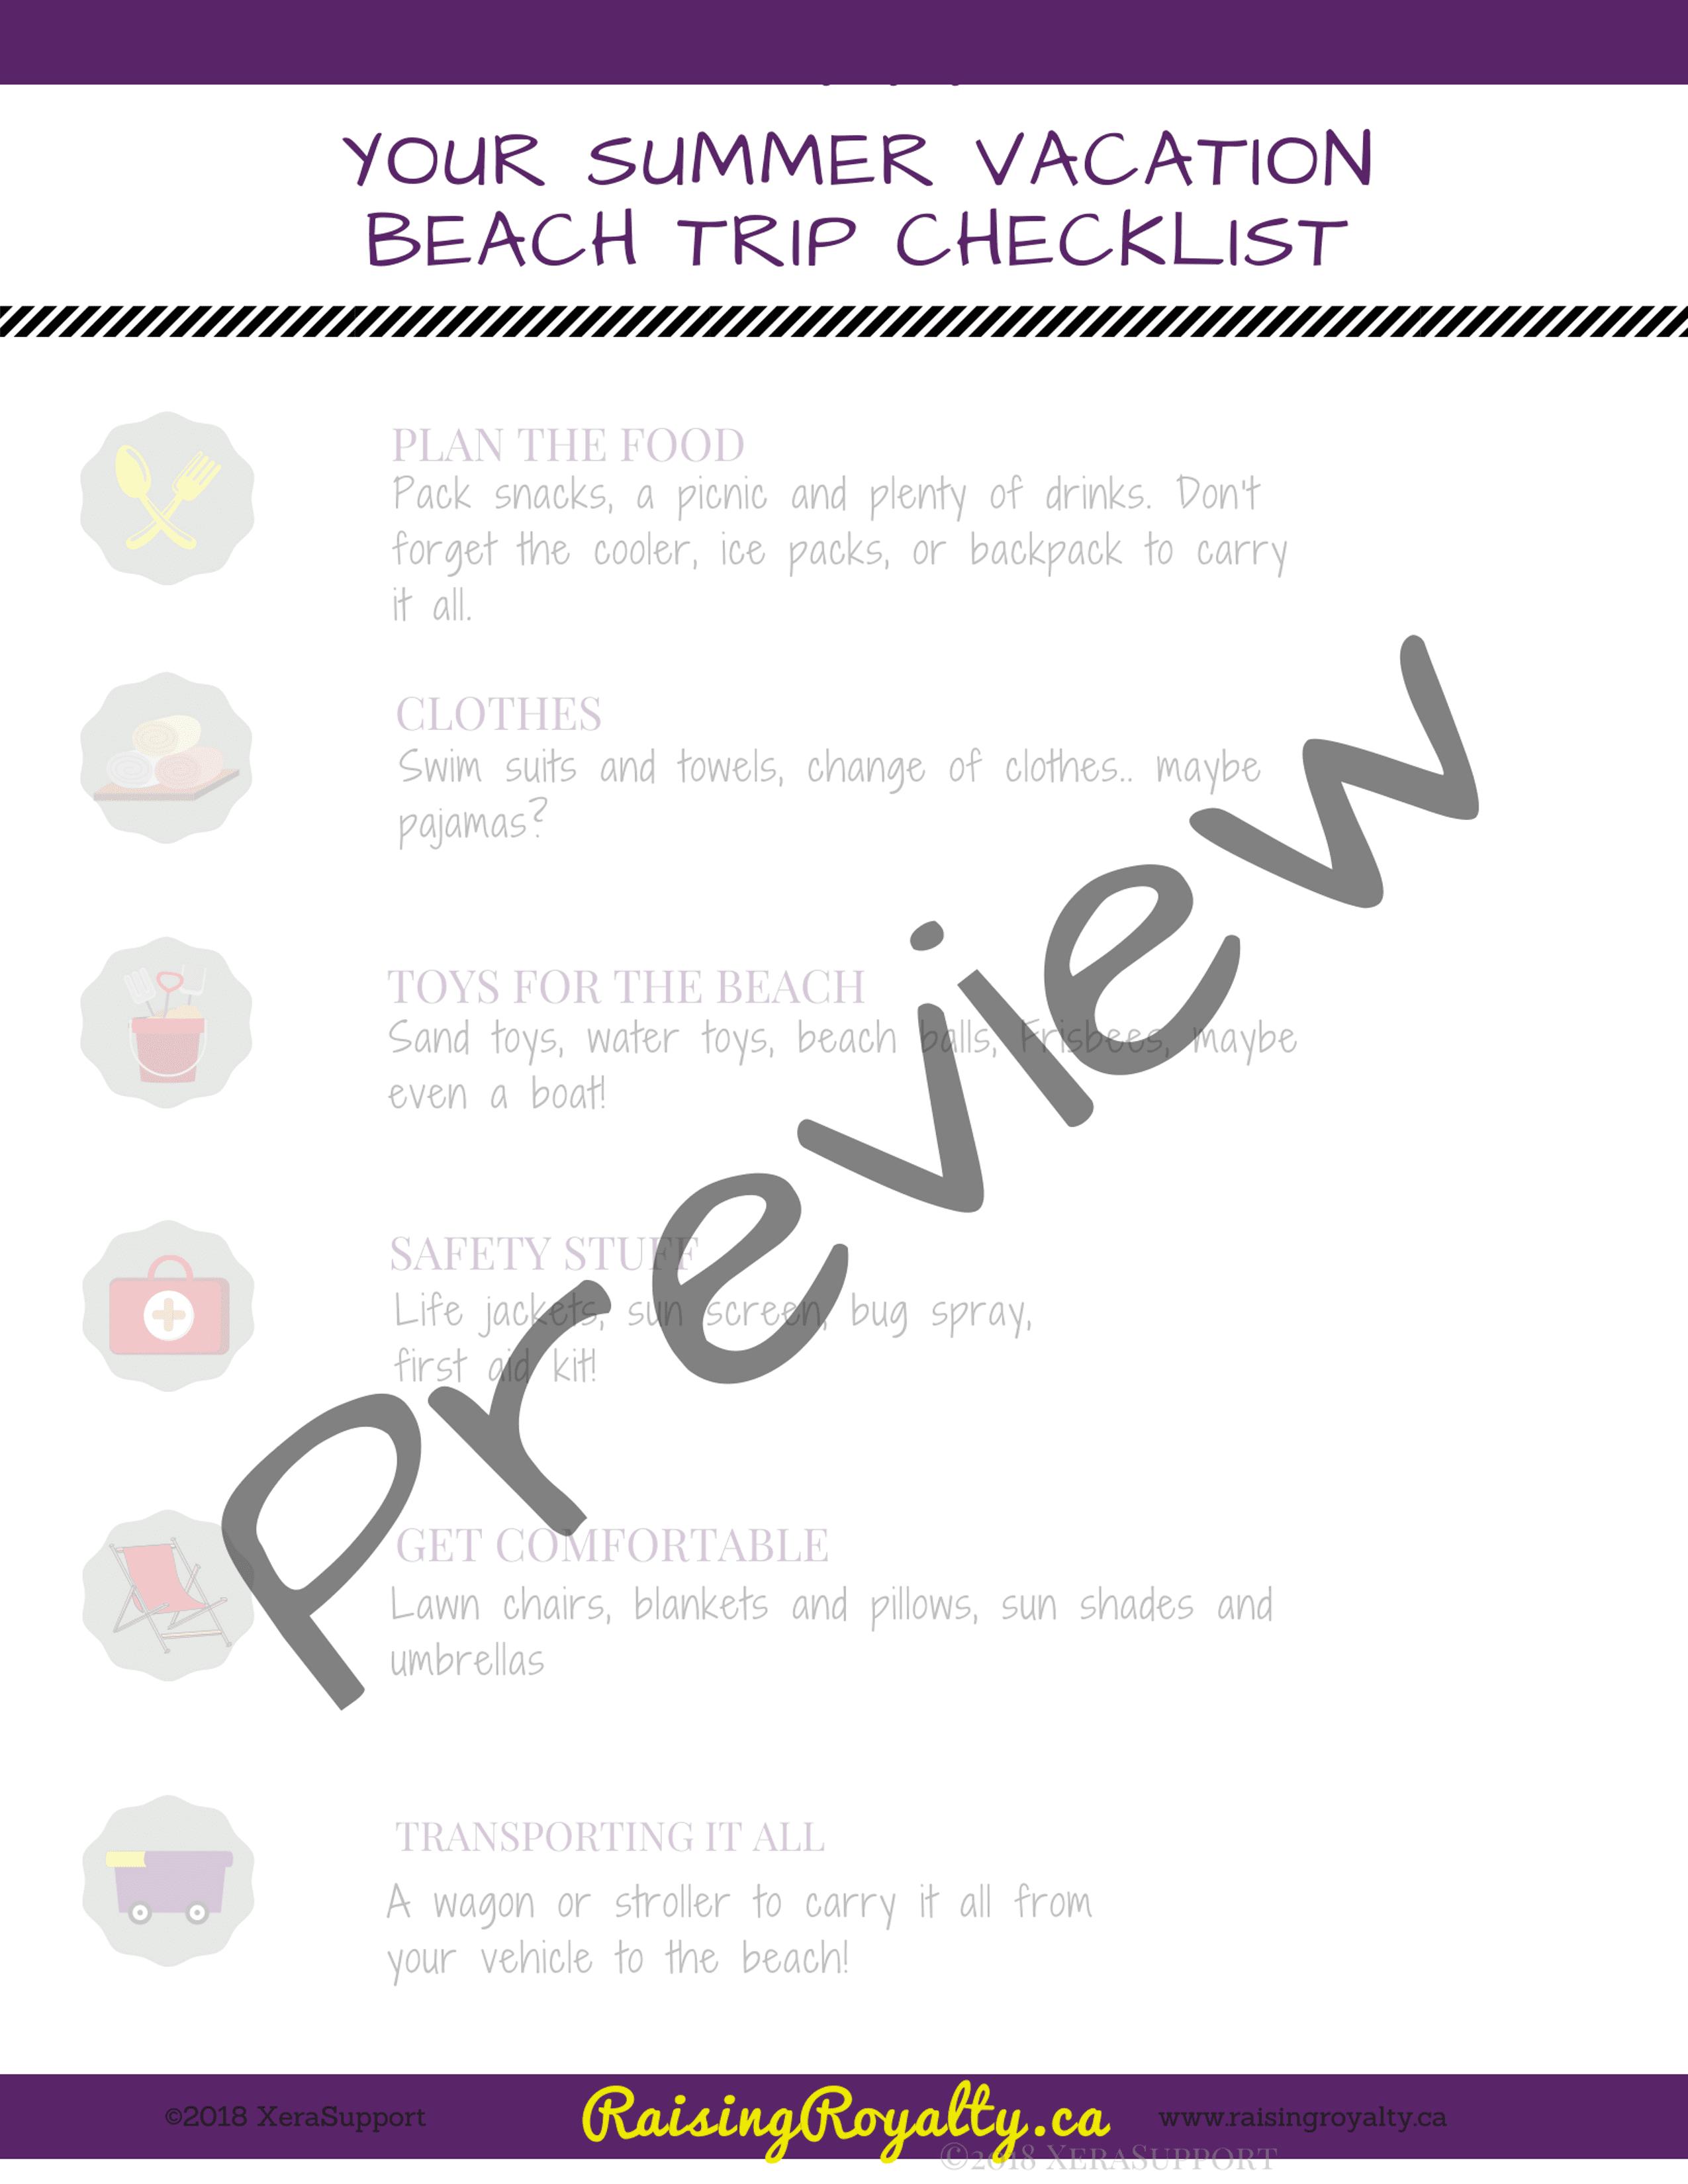 YOUR SUMMER VACATION
BEACH TRIP CHECKLIST
PLAN THE FOOD
Pack snacks, a picnic and plenty of drinks. Don't
forget the cooler, ice packs, or backpack to carry
it all.
CLOTHES
Swim suits and towels, change of clothes.. maybe
pajamas?
TOYS FOR THE BEACH
Sand toys, water toys, beach balls, Frisbees, maybe
even a boat!
SAFETY STUFF
Life jackets, sun screen, bug spray,
first aid kit!
GET COMFORTABLE
Lawn chairs, blankets and pillows, sun shades and
umbrellas
TRANSPORTING IT ALL
A wagon or stroller to carry it all from
your vehicle to the beach!
Preview
©2018 XeraSupport
RaisingRoyalty.ca
www.raisingroyalty.ca
©2018 XERASUPPORT